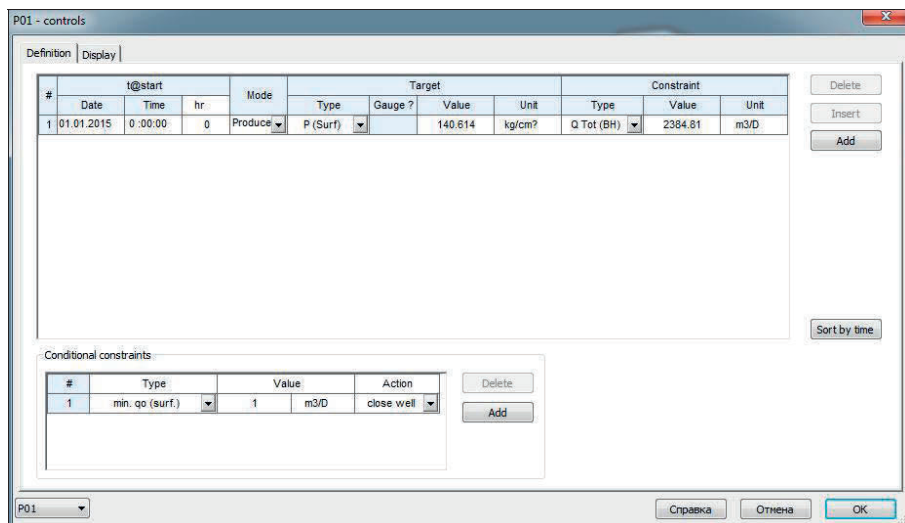 P01 - controls
Definition Display
# t@start Mode Target Constraint
Date Time hr Type Gauge ? Value Unit Type Value Unit
1 01.01.2015 0 :00:00 0 Produce P (Surf) 140.614 kg/cm? Q Tot (BH) 2384.81 m3/D
Delete
Insert
Add
Sort by time
Conditional constraints
# Type Value Action
1 min. qo (surf.) 1 m3/D close well
Delete
Add
P01 Справка Отмена OK